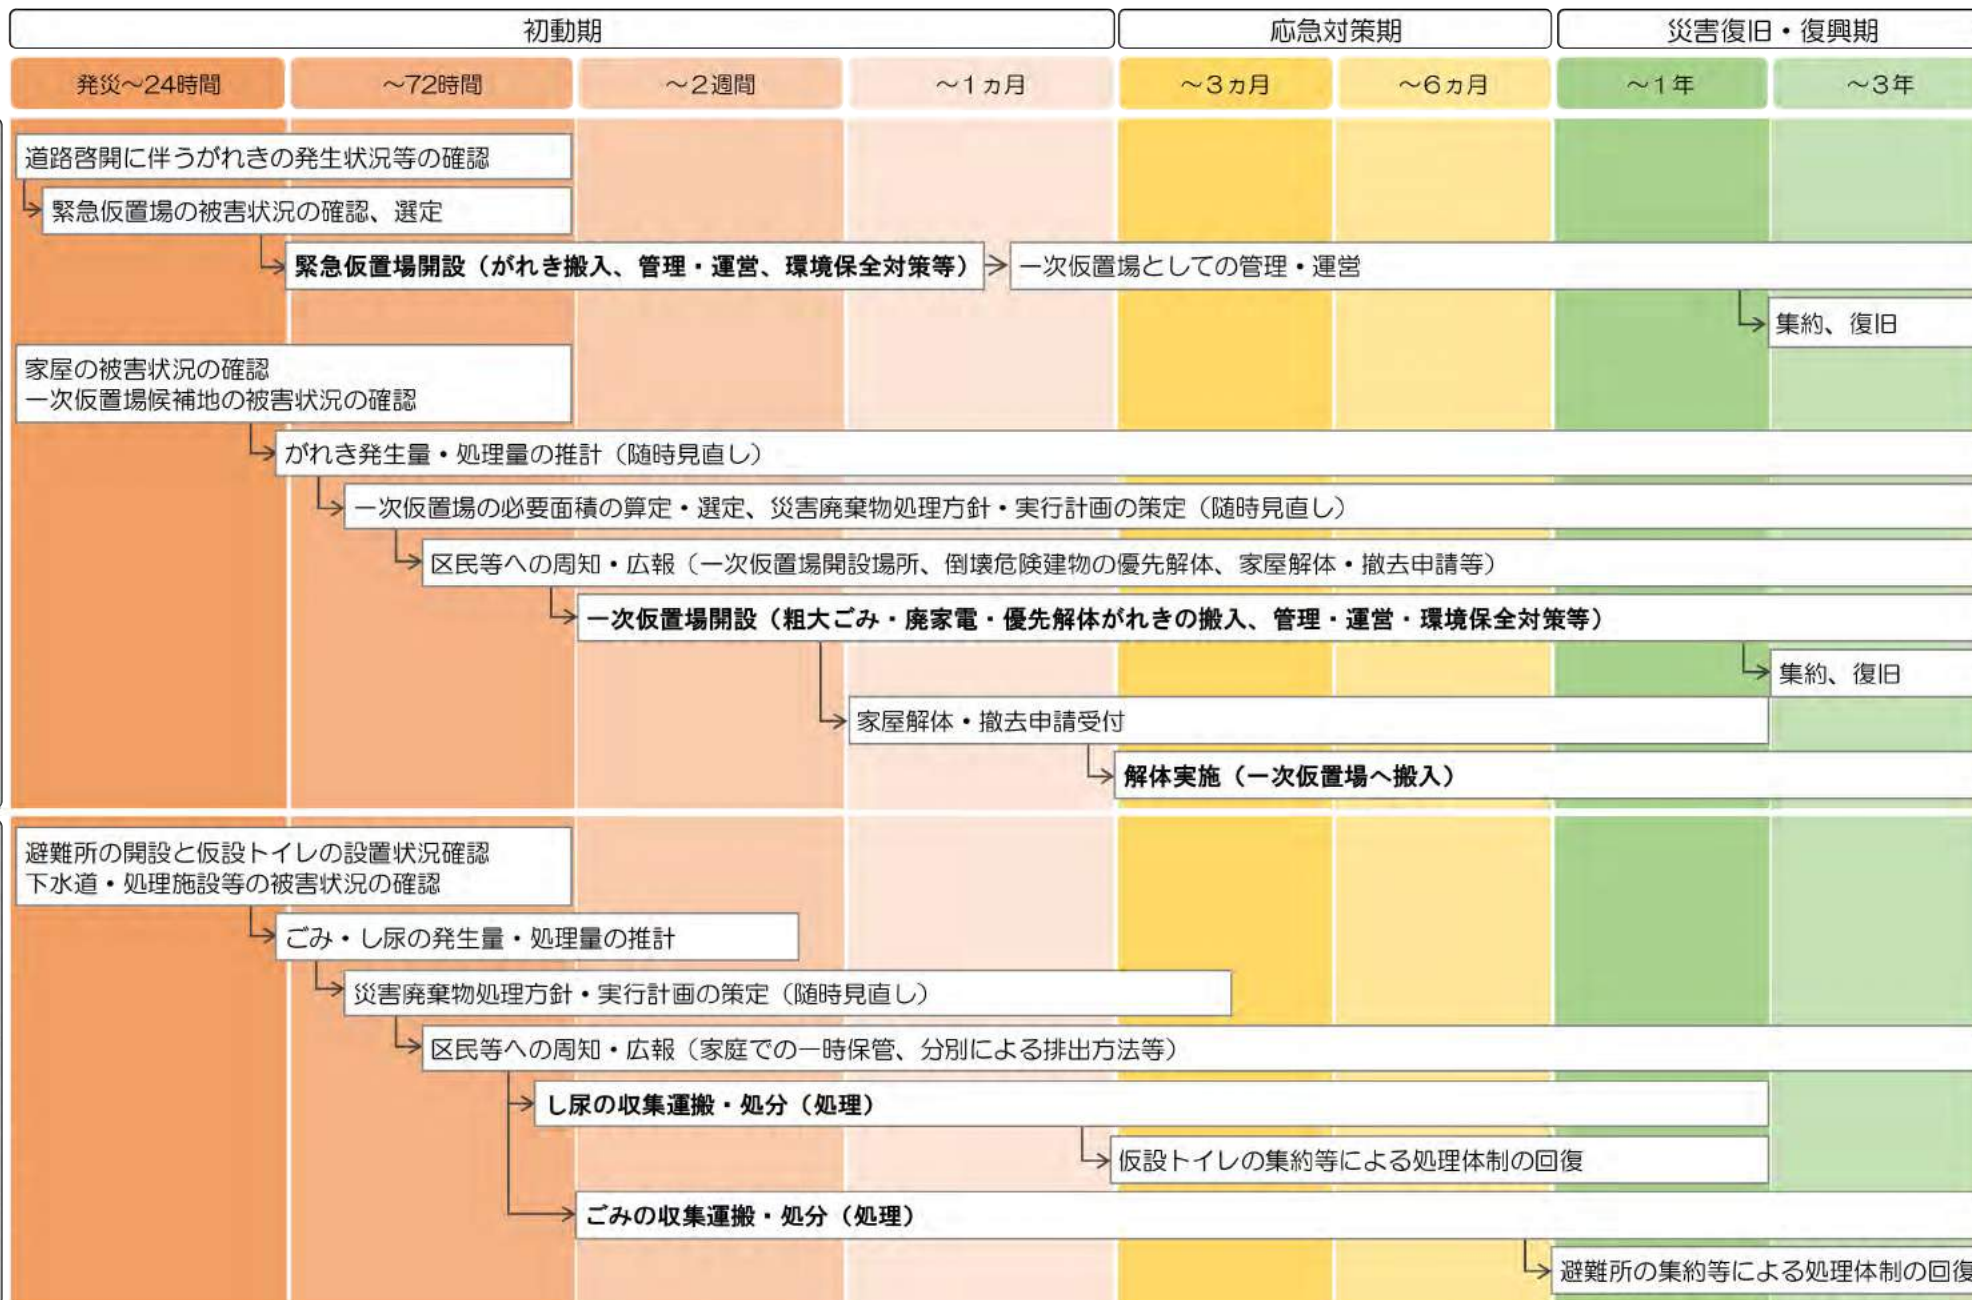 初動期
応急対策期
災害復旧・復興期
発災～24時間
～72時間
～2週間
～1ヵ月
～3ヵ月
～6ヵ月
～1年
～3年
道路啓開に伴うがれきの発生状況等の確認
緊急仮置場の被害状況の確認、選定
緊急仮置場開設（がれき搬入、管理・運営、環境保全対策等）
一次仮置場としての管理・運営
集約、復旧
家屋の被害状況の確認
一次仮置場候補地の被害状況の確認
がれき発生量・処理量の推計（随時見直し）
一次仮置場の必要面積の算定・選定、災害廃棄物処理方針・実行計画の策定（随時見直し）
区民等への周知・広報（一次仮置場開設場所、倒壊危険建物の優先解体、家屋解体・撤去申請等）
一次仮置場開設（粗大ごみ・廃家電・優先解体がれきの搬入、管理・運営・環境保全対策等）
集約、復旧
家屋解体・撤去申請受付
解体実施（一次仮置場へ搬入）
避難所の開設と仮設トイレの設置状況確認
下水道・処理施設等の被害状況の確認
ごみ・し尿の発生量・処理量の推計
災害廃棄物処理方針・実行計画の策定（随時見直し）
区民等への周知・広報（家庭での一時保管、分別による排出方法等）
し尿の収集運搬・処分（処理）
仮設トイレの集約等による処理体制の回復
ごみの収集運搬・処分（処理）
避難所の集約等による処理体制の回復